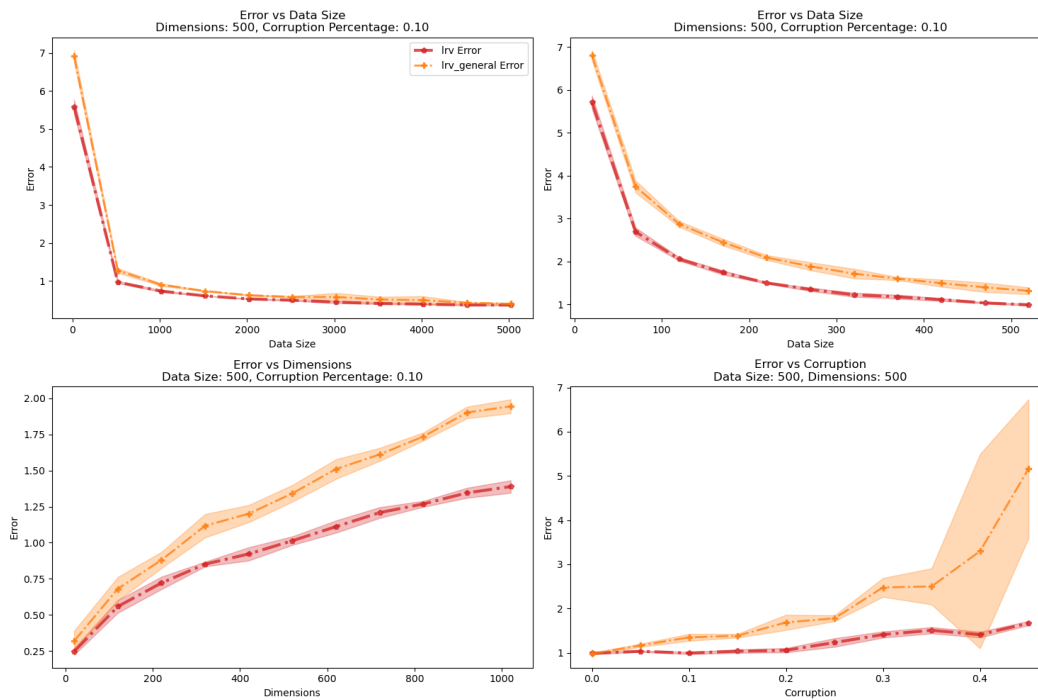 Error vs Data Size
Dimensions: 500, Corruption Percentage: 0.10
lrv Error
lrv_general Error
7
6
5
4
3
2
1
Error
0
1000
2000
3000
4000
5000
Data Size
Error vs Data Size
Dimensions: 500, Corruption Percentage: 0.10
7
6
5
4
3
2
1
Error
0
100
200
300
400
500
Data Size
Error vs Dimensions
Data Size: 500, Corruption Percentage: 0.10
2.00
1.75
1.50
1.25
1.00
0.75
0.50
0.25
Error
0
200
400
600
800
1000
Dimensions
Error vs Corruption
Data Size: 500, Dimensions: 500
7
6
5
4
3
2
1
Error
0.0
0.1
0.2
0.3
0.4
Corruption